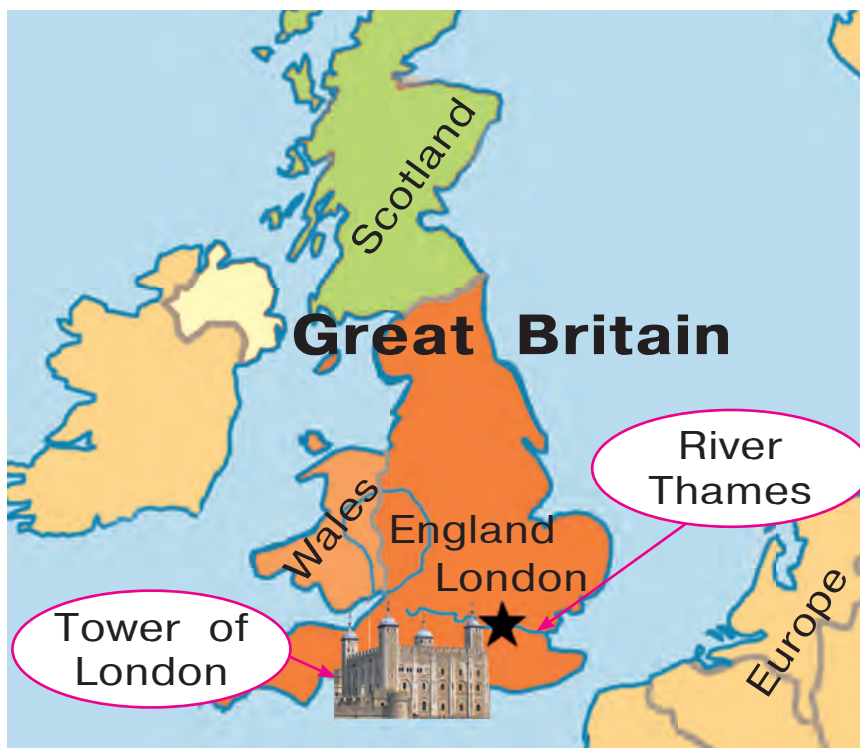 Scotland
Great Britain
River
Thames
Wales
England
London
Tower of
London
Europe